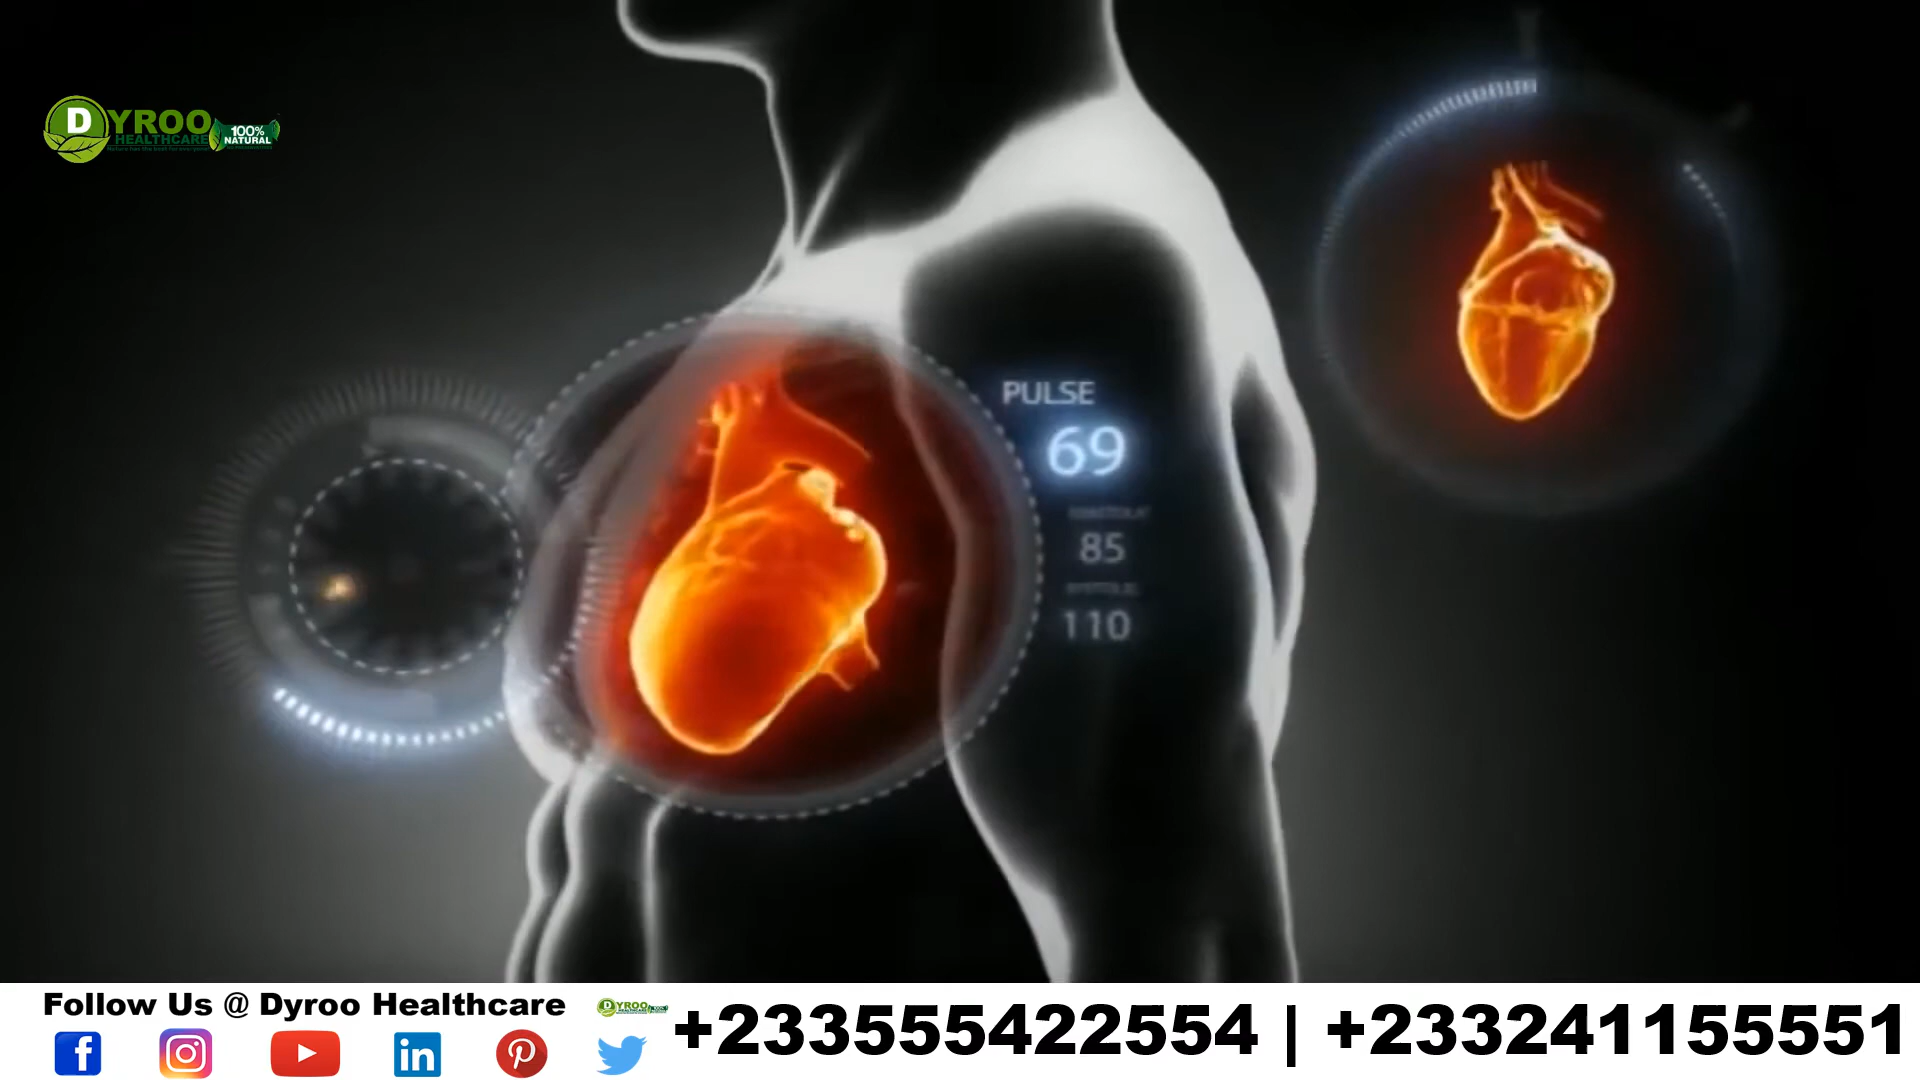 DYROO
HEALTHCARE
100%
NATURAL
PULSE
69
85
110
Follow Us @ Dyroo Healthcare
+233555422554 | +233241155551